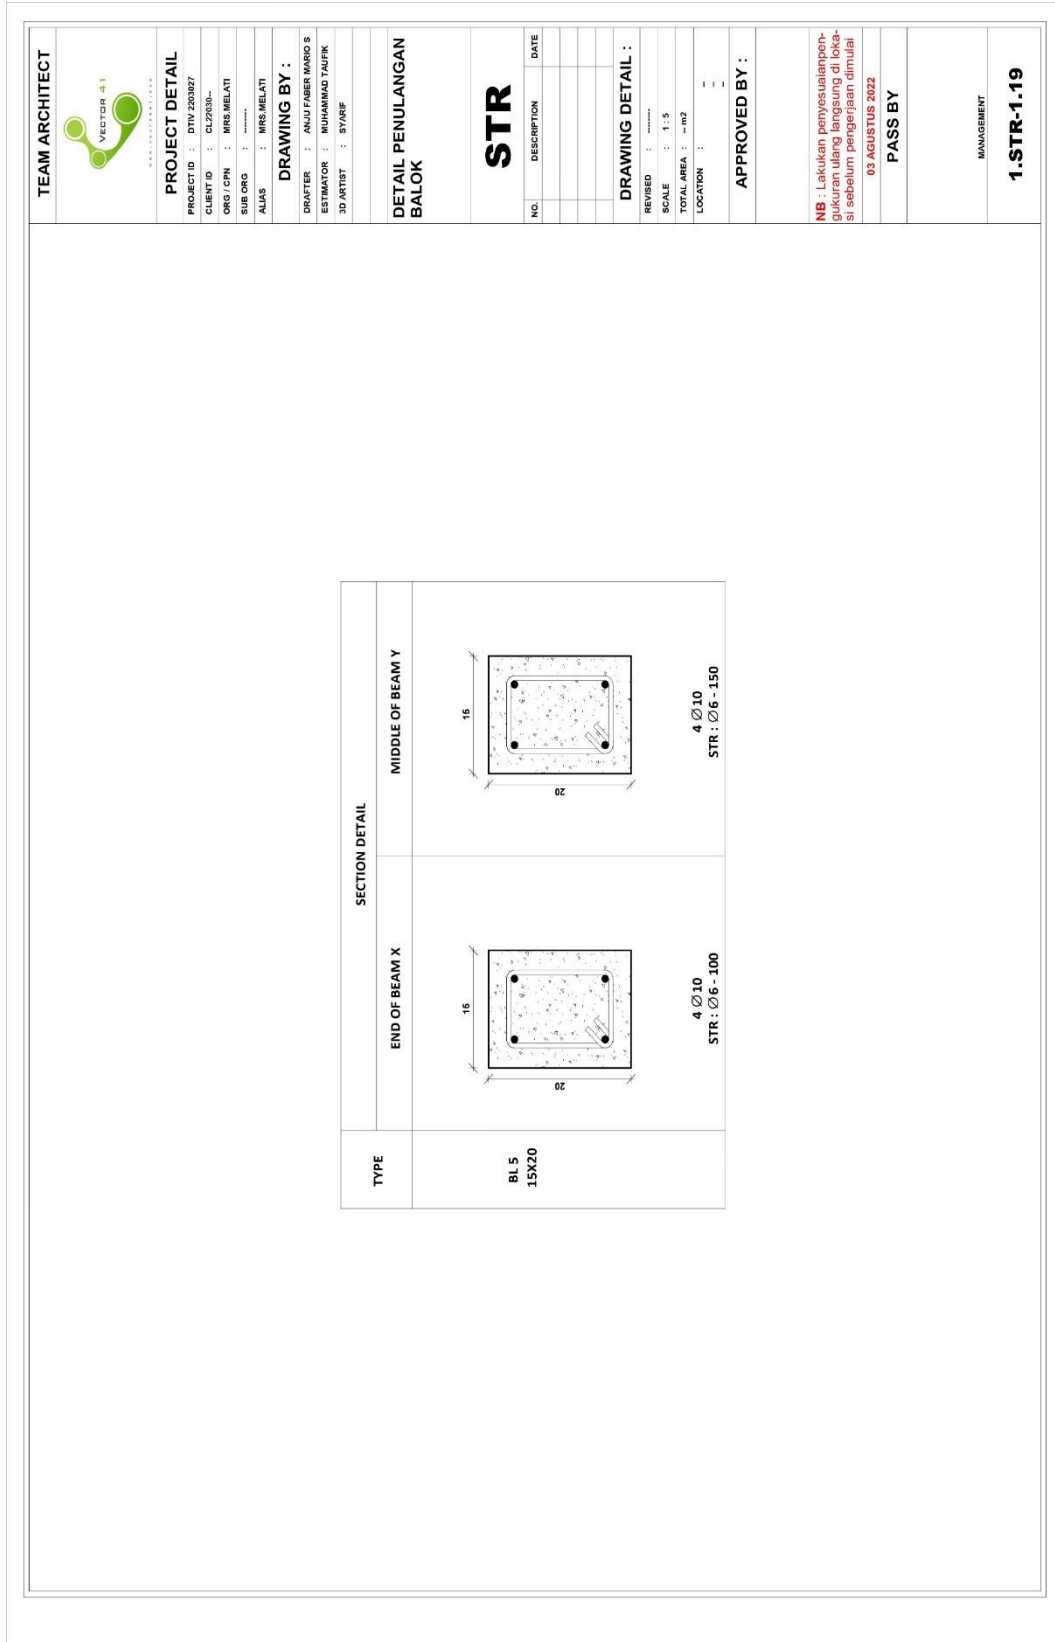 TEAM ARCHITECT
VECTOR 41
PROJECT DETAIL
PROJECT ID : DTIV 2203027
CLIENT ID : CL22030--
ORG / CPN : MRS.MELATI
SUB ORG : --------
ALIAS : MRS.MELATI
DRAWING BY :
DRAFTER : ANJU FABER MARIO S
ESTIMATOR : MUHAMMAD TAUFIK
3D ARTIST : SYARIF
DETAIL PENULANGAN
BALOK
STR
NO. DESCRIPTION DATE
DRAWING DETAIL :
REVISED : --------
SCALE : 1 : 5
TOTAL AREA : -- m2
LOCATION : --
--
--
APPROVED BY :
NB : Lakukan penyesuaianpen-
gukuran ulang langsung di loka-
si sebelum pengerjaan dimulai
03 AGUSTUS 2022
PASS BY
MANAGEMENT
1.STR-1.19
TYPE
SECTION DETAIL
END OF BEAM X
MIDDLE OF BEAM Y
BL 5
15X20
15
20
4 Ø10
STR : Ø6 - 100
15
20
4 Ø10
STR : Ø6 - 150